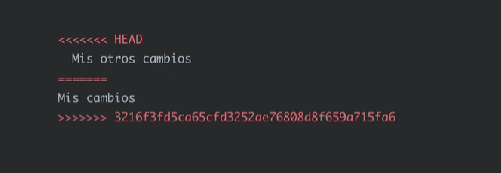 <<<<<<< HEAD
Mis otros cambios
=======
Mis cambios
>>>>>>> 3216f3fd5ca65cfd3252ae76808d8f659a715fa6